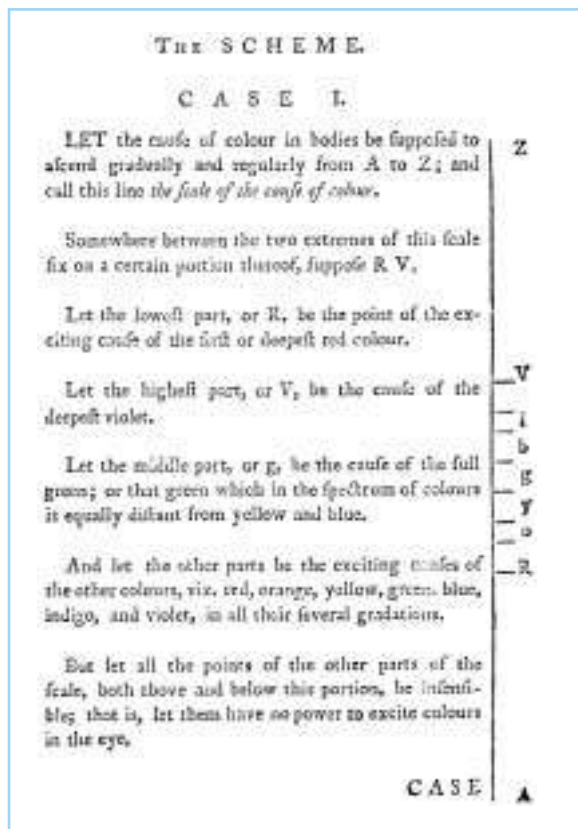 THE SCHEME.
CASE I.
LET the cauſe of colour in bodies be ſuppoſed to
aſcend gradually and regularly from A to Z; and
call this line the ſcale of the cauſe of colour.
Somewhere between the two extremes of this ſcale
fix on a certain portion thereof, ſuppoſe R V.
Let the loweſt part, or R, be the point of the ex-
citing cauſe of the firſt or deepeſt red colour.
Let the higheſt part, or V, be the cauſe of the
deepeſt violet.
Let the middle part, or g, be the cauſe of the full
green; or that green which in the ſpectrum of colours
is equally diſtant from yellow and blue.
And let the other parts be the exciting cauſes of
the other colours, viz. red, orange, yellow, green, blue,
indigo, and violet, in all their ſeveral gradations.
But let all the points of the other parts of the
ſcale, both above and below this portion, be inſenſi-
ble; that is, let them have no power to excite colours
in the eye.
CASE
Z
V
i
b
g
y
o
R
A